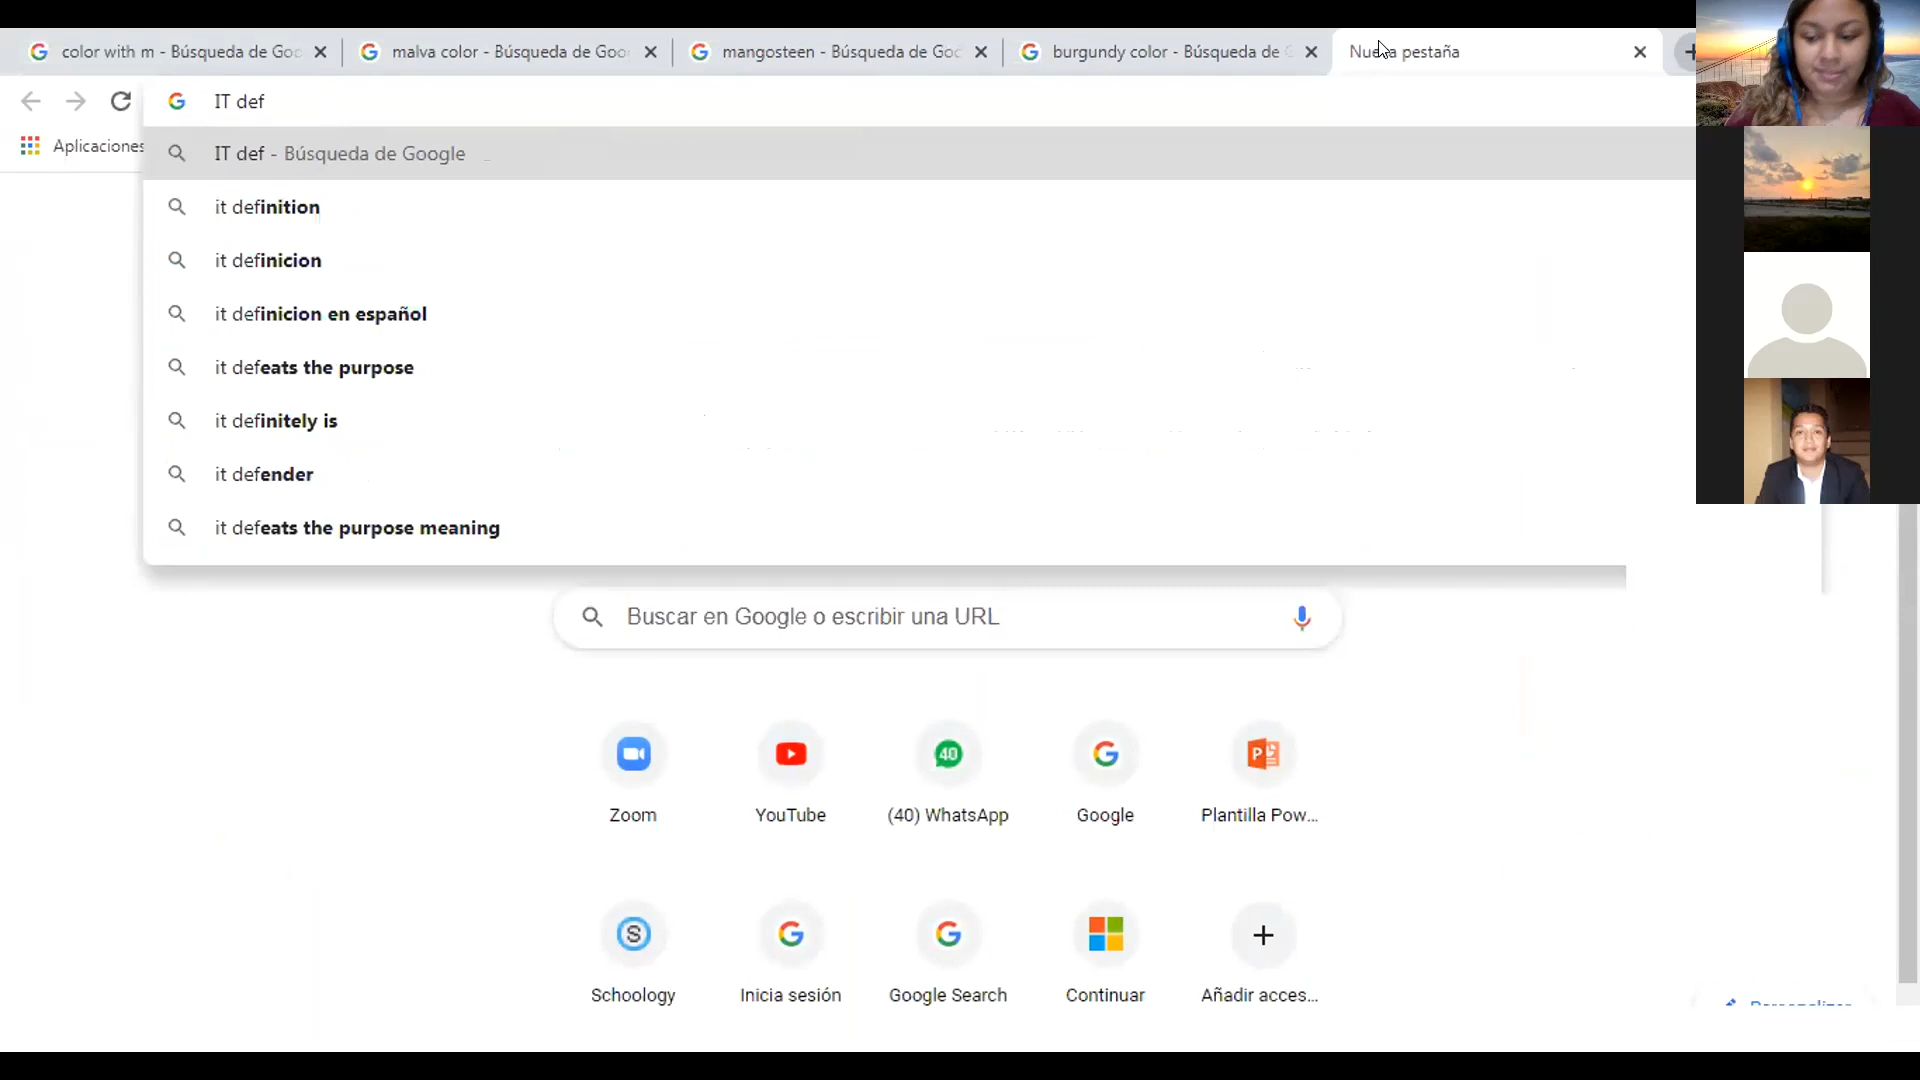 color with m - Búsqueda de Goo
malva color - Búsqueda de Goo
mangosteen - Búsqueda de Goo
burgundy color - Búsqueda de G
Nueva pestaña
IT def
Aplicaciones
IT def - Búsqueda de Google
it definition
it definicion
it definicion en español
it defeats the purpose
it definitely is
it defender
it defeats the purpose meaning
Buscar en Google o escribir una URL
40
Zoom
YouTube
(40) WhatsApp
Google
Plantilla Pow...
Schoology
Inicia sesión
Google Search
Continuar
Añadir acces...